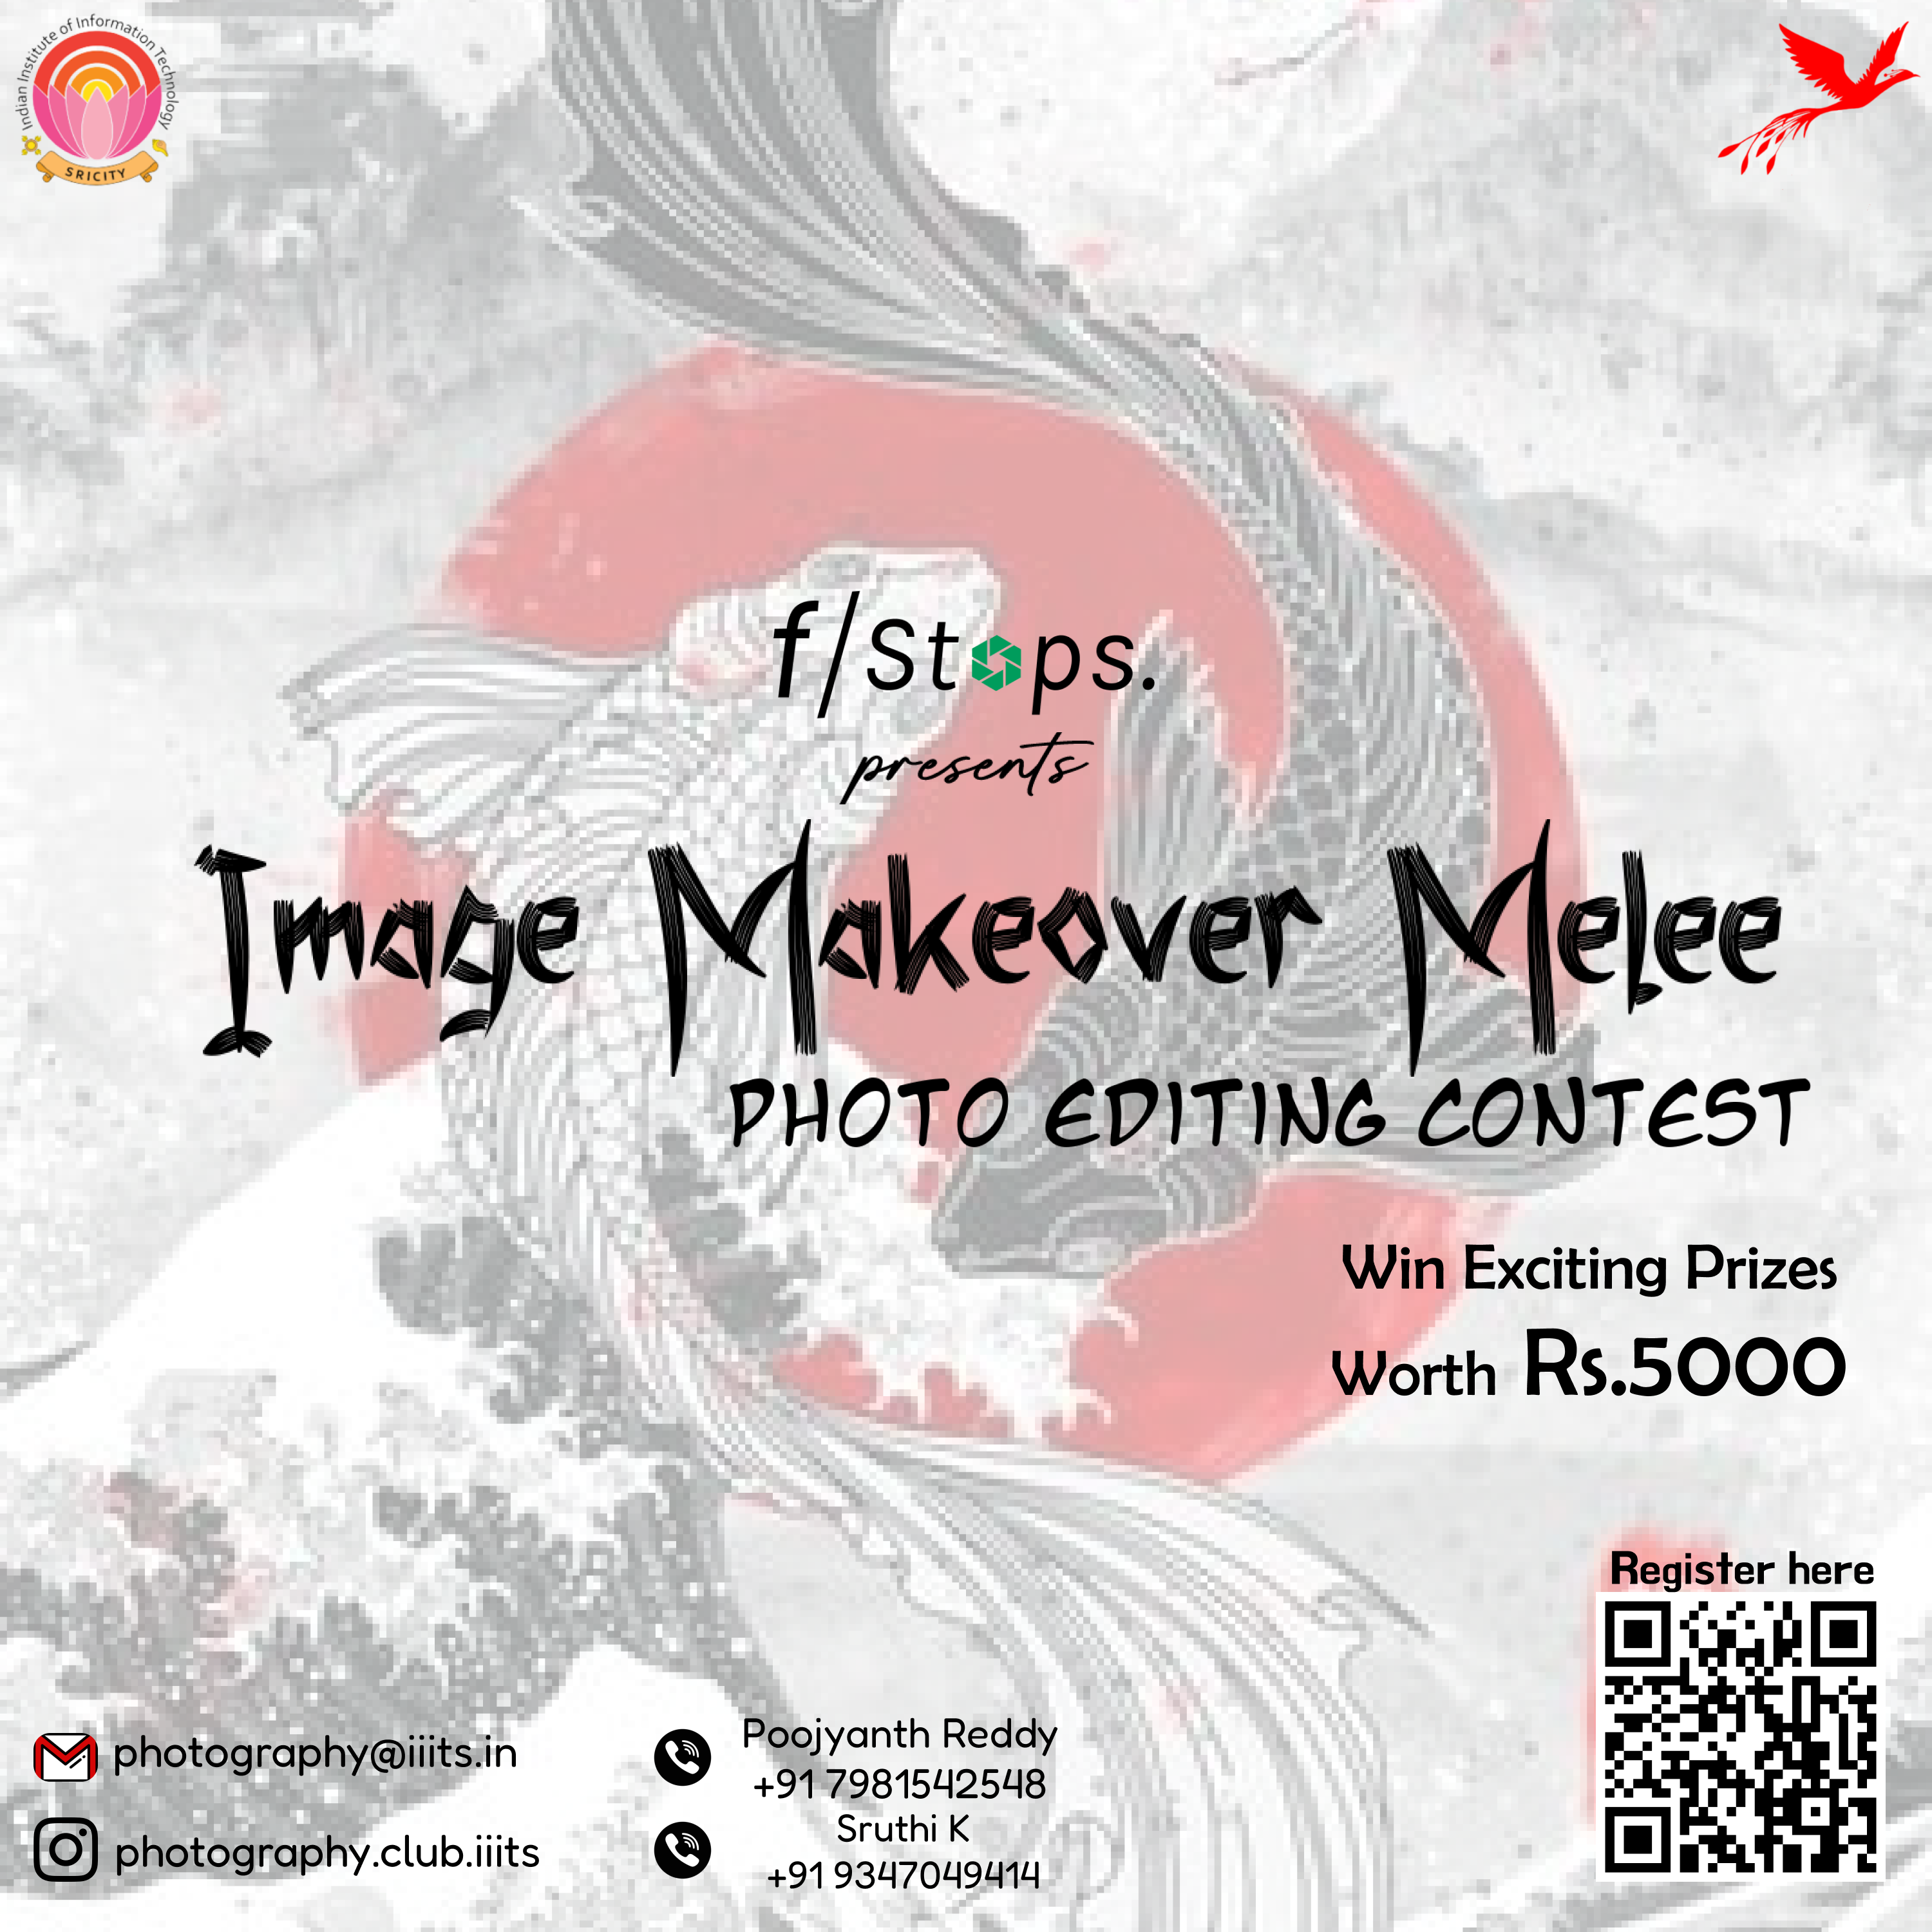 Indian Institute of Information Technology
SRICITY
f/Stops.
presents
Image Makeover Melee
PHOTO EDITING CONTEST
Win Exciting Prizes
Worth Rs.5000
Register here
photography@iiits.in
photography.club.iiits
Poojyanth Reddy
+91 7981542548
Sruthi K
+91 9347049414